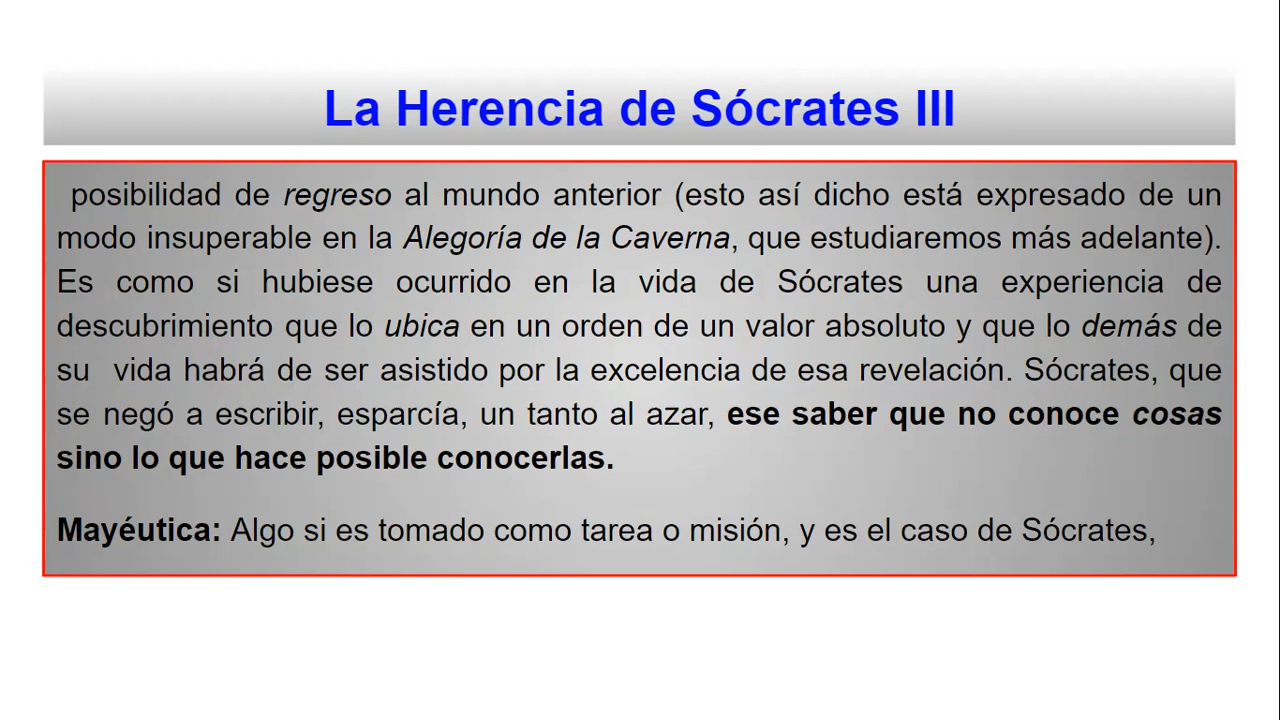 La Herencia de Sócrates III
posibilidad de regreso al mundo anterior (esto así dicho está expresado de un
modo insuperable en la Alegoría de la Caverna, que estudiaremos más adelante).
Es como si hubiese ocurrido en la vida de Sócrates una experiencia de
descubrimiento que lo ubica en un orden de un valor absoluto y que lo demás de
su vida habrá de ser asistido por la excelencia de esa revelación. Sócrates, que
se negó a escribir, esparcía, un tanto al azar, ese saber que no conoce cosas
sino lo que hace posible conocerlas.
Mayéutica: Algo si es tomado como tarea o misión, y es el caso de Sócrates,